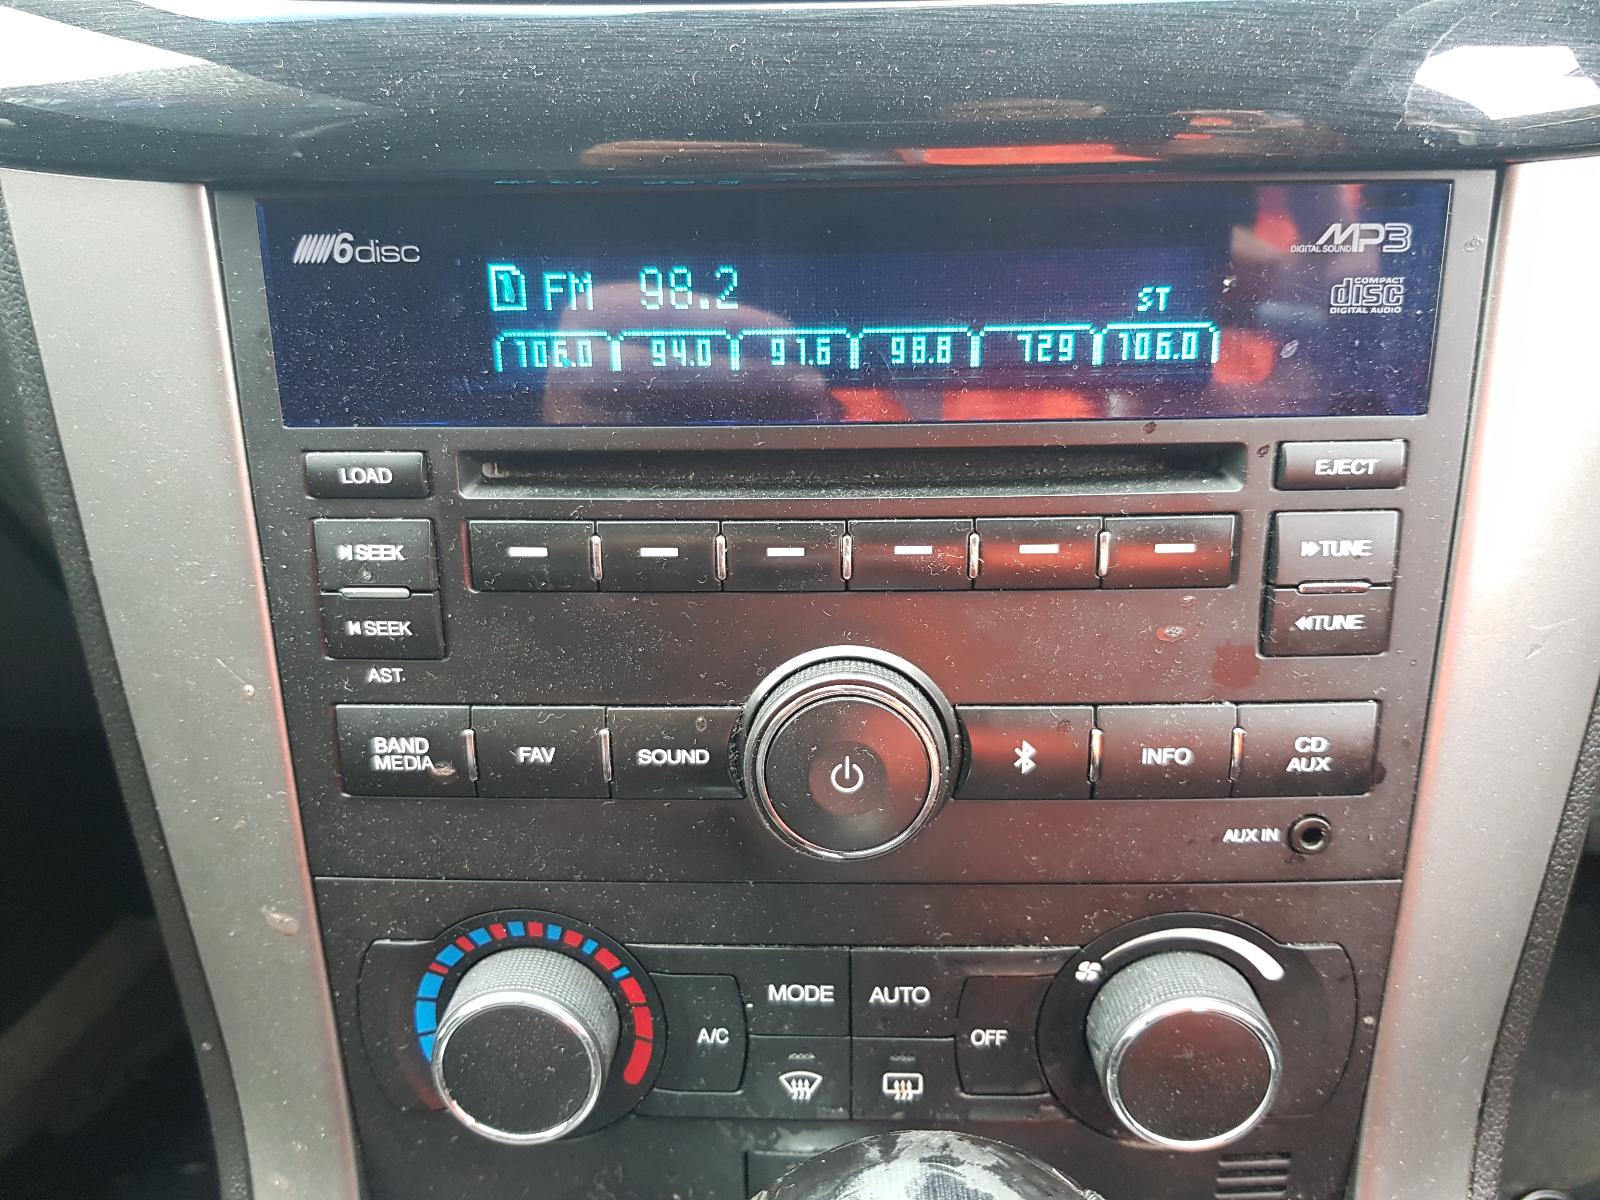 6disc
MP3
DIGITAL SOUND
COMPACT
disc
DIGITAL AUDIO
FM 98.2
ST
106.0 94.0 97.6 98.8 729 106.0
LOAD
EJECT
SEEK
TUNE
SEEK
TUNE
AST.
BAND
MEDIA
FAV
SOUND
INFO
CD
AUX
AUX IN
MODE
AUTO
A/C
OFF